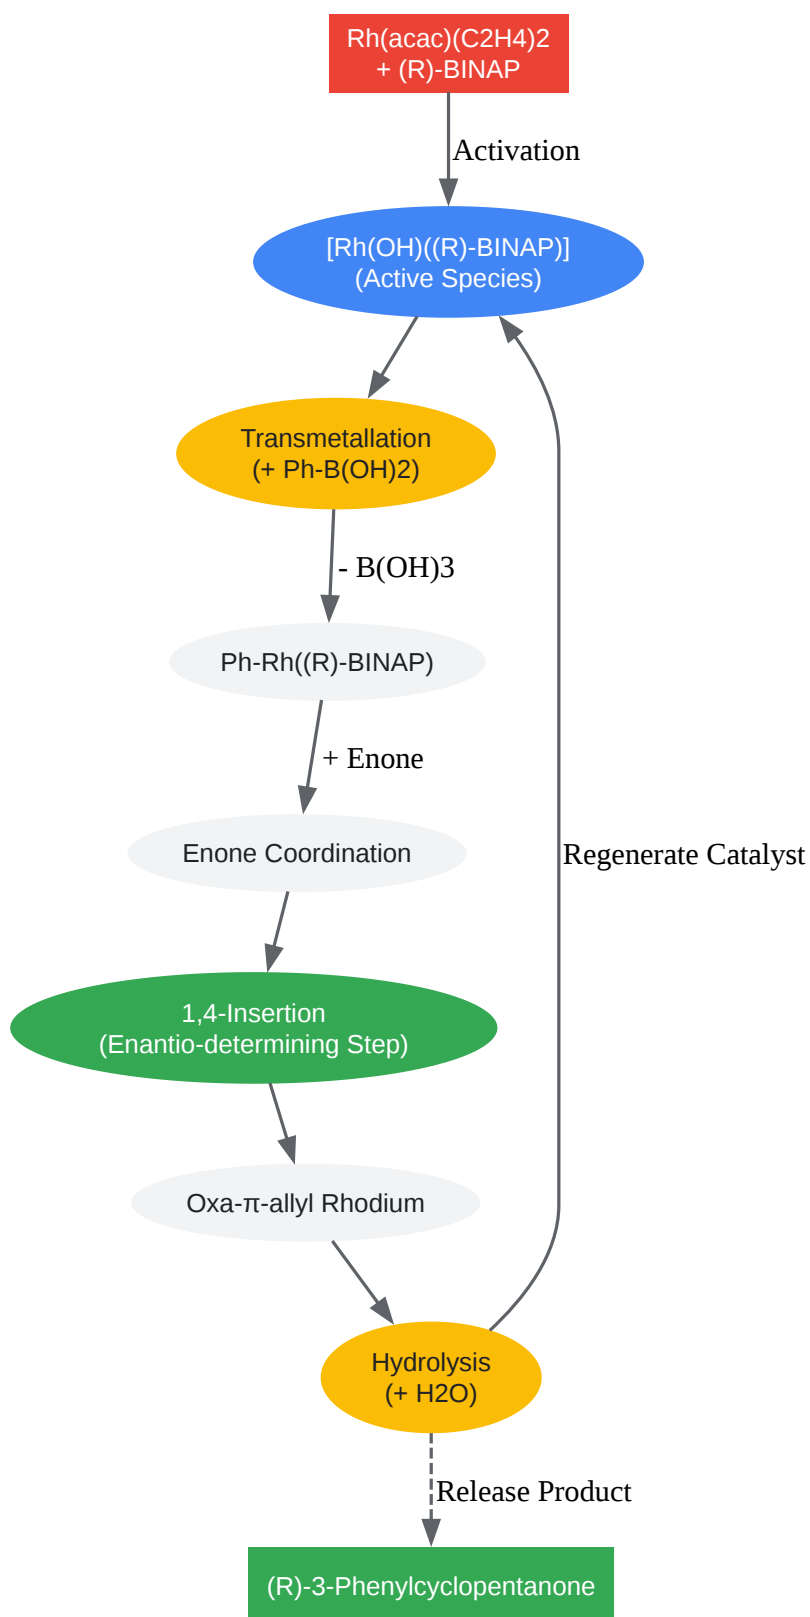 Rh(acac)(C2H4)2
+ (R)-BINAP
Activation
[Rh(OH)((R)-BINAP)]
(Active Species)
Transmetallation
(+ Ph-B(OH)2)
- B(OH)3
Ph-Rh((R)-BINAP)
+ Enone
Enone Coordination
Regenerate Catalyst
1,4-Insertion
(Enantio-determining Step)
Oxa-π-allyl Rhodium
Hydrolysis
(+ H2O)
Release Product
(R)-3-Phenylcyclopentanone